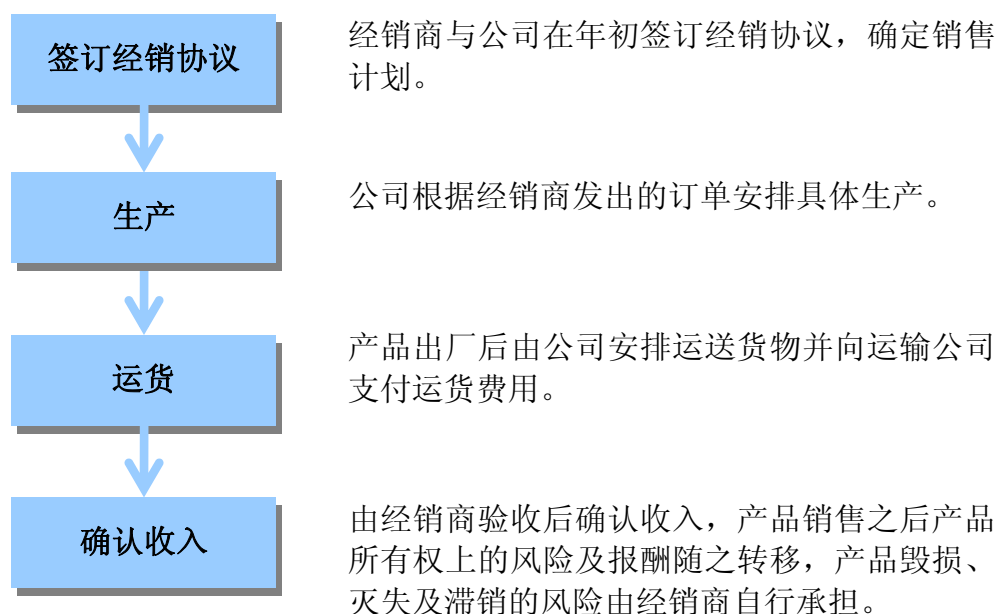 签订经销协议
经销商与公司在年初签订经销协议，确定销售
计划。
生产
公司根据经销商发出的订单安排具体生产。
运货
产品出厂后由公司安排运送货物并向运输公司
支付运货费用。
确认收入
由经销商验收后确认收入，产品销售之后产品
所有权上的风险及报酬随之转移，产品毁损、
灭失及滞销的风险由经销商自行承担。